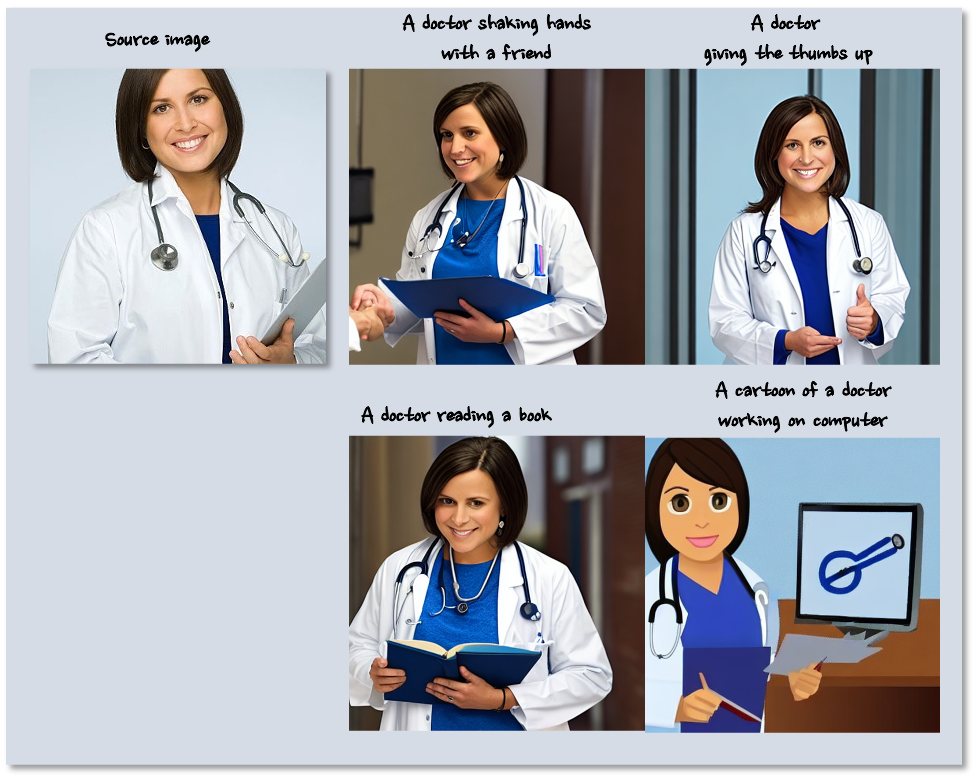 Source image
A doctor shaking hands
with a friend
A doctor
giving the thumbs up
A doctor reading a book
A cartoon of a doctor
working on computer